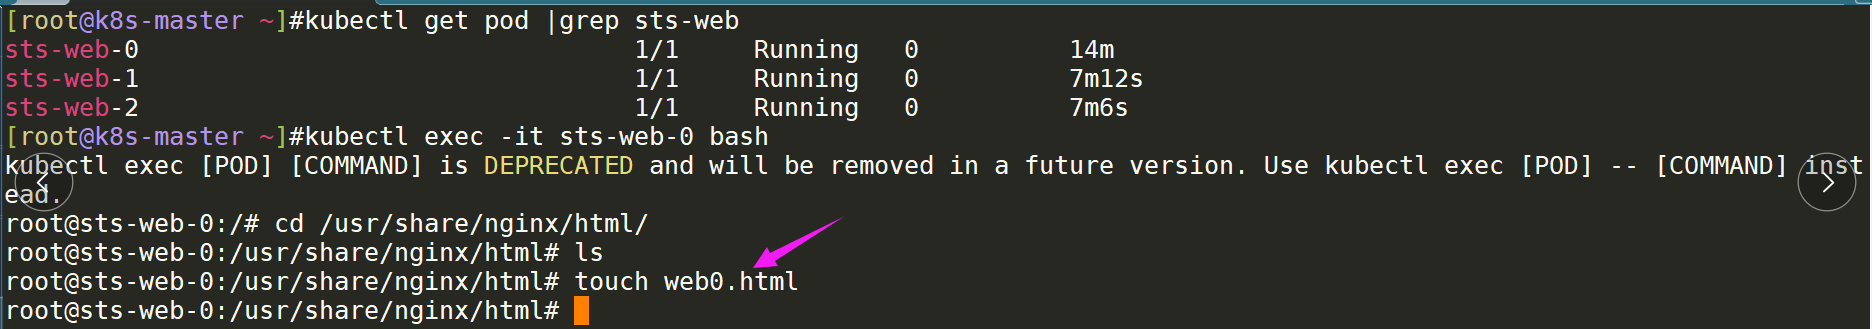 [root@k8s-master ~]#kubectl get pod |grep sts-web
sts-web-0 1/1 Running 0 14m
sts-web-1 1/1 Running 0 7m12s
sts-web-2 1/1 Running 0 7m6s
[root@k8s-master ~]#kubectl exec -it sts-web-0 bash
kubectl exec [POD] [COMMAND] is DEPRECATED and will be removed in a future version. Use kubectl exec [POD] -- [COMMAND] inst
ead.
root@sts-web-0:/# cd /usr/share/nginx/html/
root@sts-web-0:/usr/share/nginx/html# ls
root@sts-web-0:/usr/share/nginx/html# touch web0.html
root@sts-web-0:/usr/share/nginx/html#